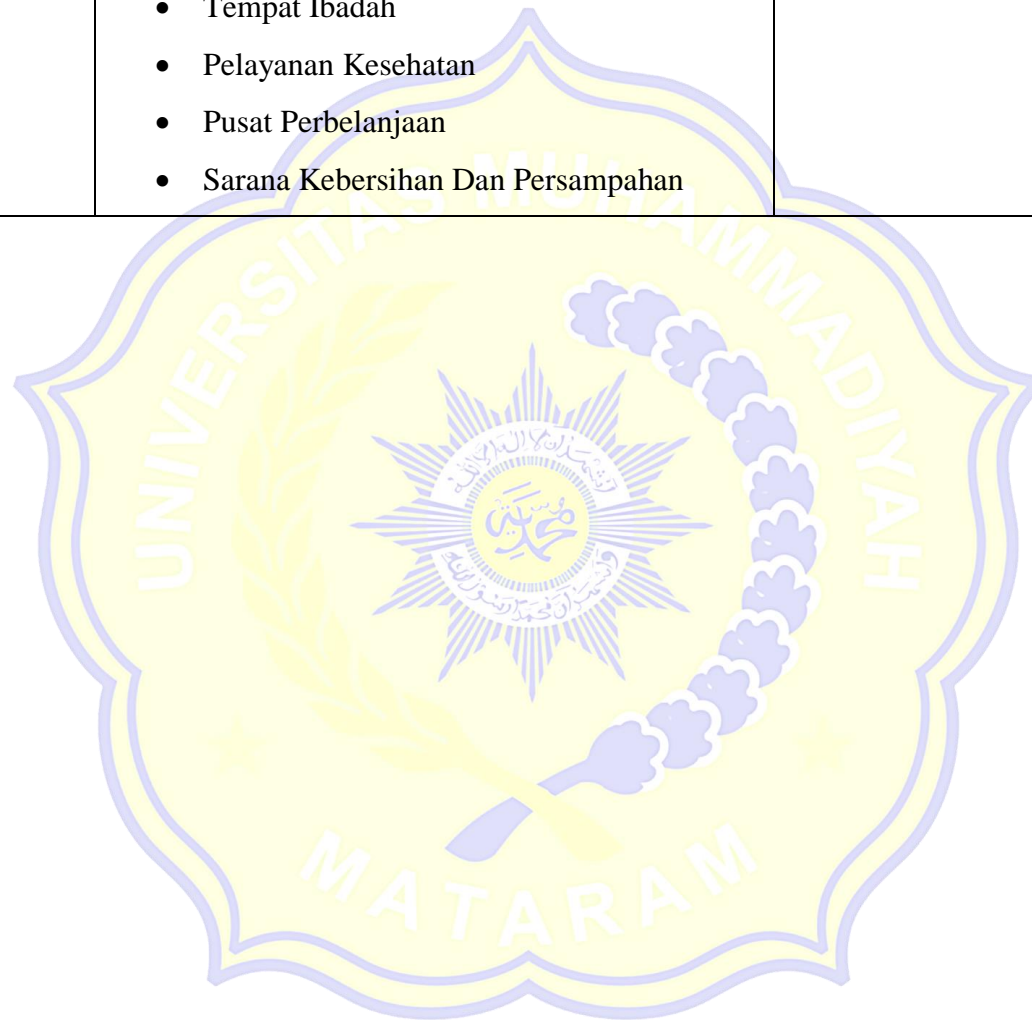 • Tempat Ibadah
• Pelayanan Kesehatan
• Pusat Perbelanjaan
• Sarana Kebersihan Dan Persampahan
UNIVERSITAS MUHAMMADIYAH
MATARAM